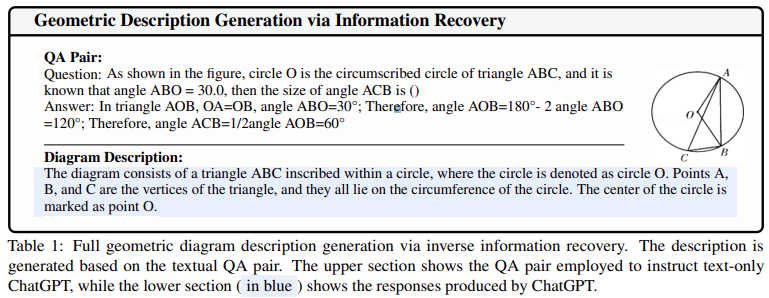 Geometric Description Generation via Information Recovery
QA Pair:
Question: As shown in the figure, circle O is the circumscribed circle of triangle ABC, and it is
known that angle ABO = 30.0, then the size of angle ACB is ()
Answer: In triangle AOB, OA=OB, angle ABO=30°; Therefore, angle AOB=180°- 2 angle ABO
=120°; Therefore, angle ACB=1/2angle AOB=60°
A
O
B
C
Diagram Description:
The diagram consists of a triangle ABC inscribed within a circle, where the circle is denoted as circle O. Points A,
B, and C are the vertices of the triangle, and they all lie on the circumference of the circle. The center of the circle is
marked as point O.
Table 1: Full geometric diagram description generation via inverse information recovery. The description is
generated based on the textual QA pair. The upper section shows the QA pair employed to instruct text-only
ChatGPT, while the lower section ( in blue ) shows the responses produced by ChatGPT.